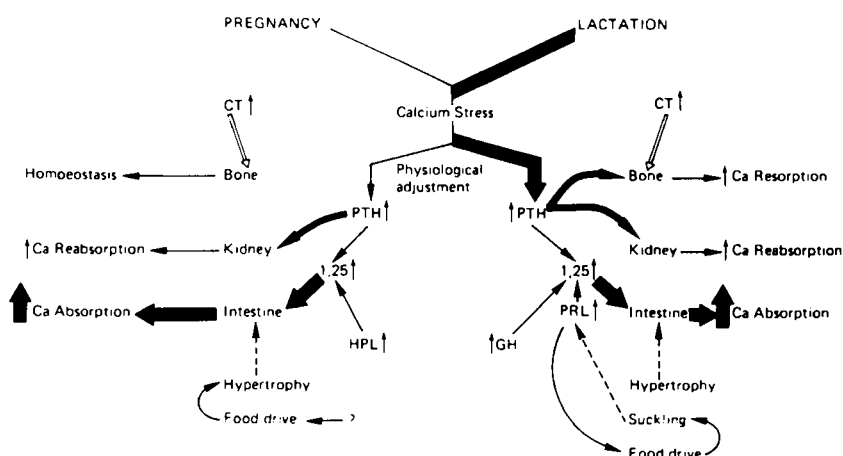 PREGNANCY LACTATION
CT↑ Calcium Stress CT↑
Homoeostasis Bone Physiological adjustment Bone ↑Ca Resorption
PTH↑ ↑PTH
↑Ca Reabsorption Kidney Kidney ↑Ca Reabsorption
1,25↑ 1,25↑
↑Ca Absorption Intestine PRL↑ Intestine ↑Ca Absorption
HPL↑ ↑GH
Hypertrophy Hypertrophy
Food drive ? Suckling
Food drive